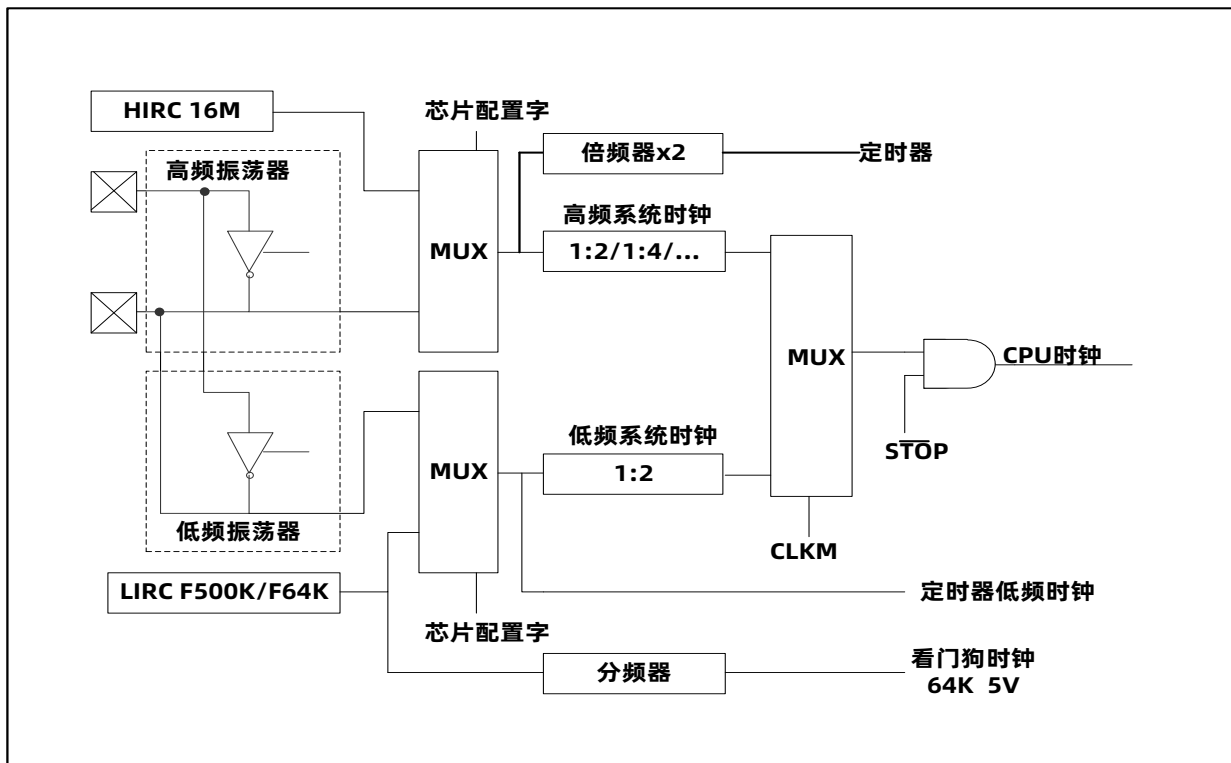 HIRC 16M
芯片配置字
高频振荡器
倍频器x2
定时器
高频系统时钟
MUX
1:2/1:4/...
MUX
CPU时钟
STOP
MUX
低频系统时钟
1:2
低频振荡器
CLKM
LIRC F500K/F64K
定时器低频时钟
芯片配置字
分频器
看门狗时钟
64K 5V